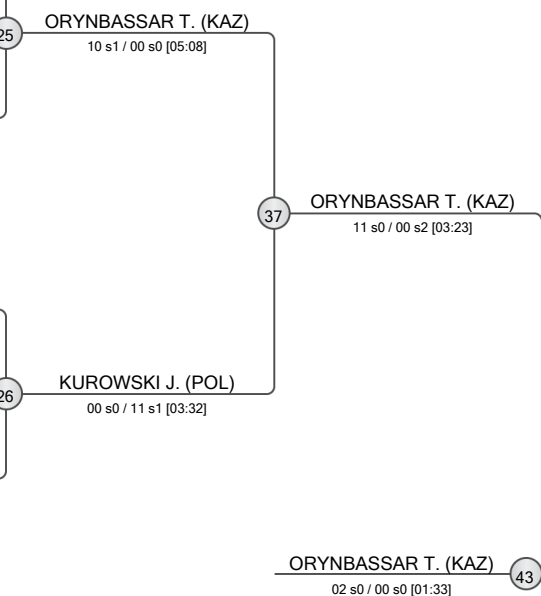 ORYNBASSAR T. (KAZ)
25
10 s1 / 00 s0 [05:08]
ORYNBASSAR T. (KAZ)
37
11 s0 / 00 s2 [03:23]
KUROWSKI J. (POL)
26
00 s0 / 11 s1 [03:32]
ORYNBASSAR T. (KAZ)
43
02 s0 / 00 s0 [01:33]